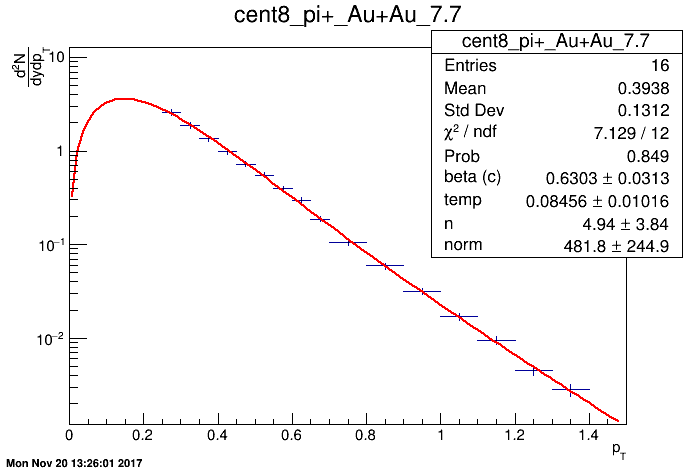 cent8_pi+_Au+Au_7.7
cent8_pi+_Au+Au_7.7
Entries 16
Mean 0.3938
Std Dev 0.1312
χ² / ndf 7.129 / 12
Prob 0.849
beta (c) 0.6303 ± 0.0313
temp 0.08456 ± 0.01016
n 4.94 ± 3.84
norm 481.8 ± 244.9
d²N
dydp_T
10
1
10⁻¹
10⁻²
0 0.2 0.4 0.6 0.8 1 1.2 1.4
p_T
Mon Nov 20 13:26:01 2017